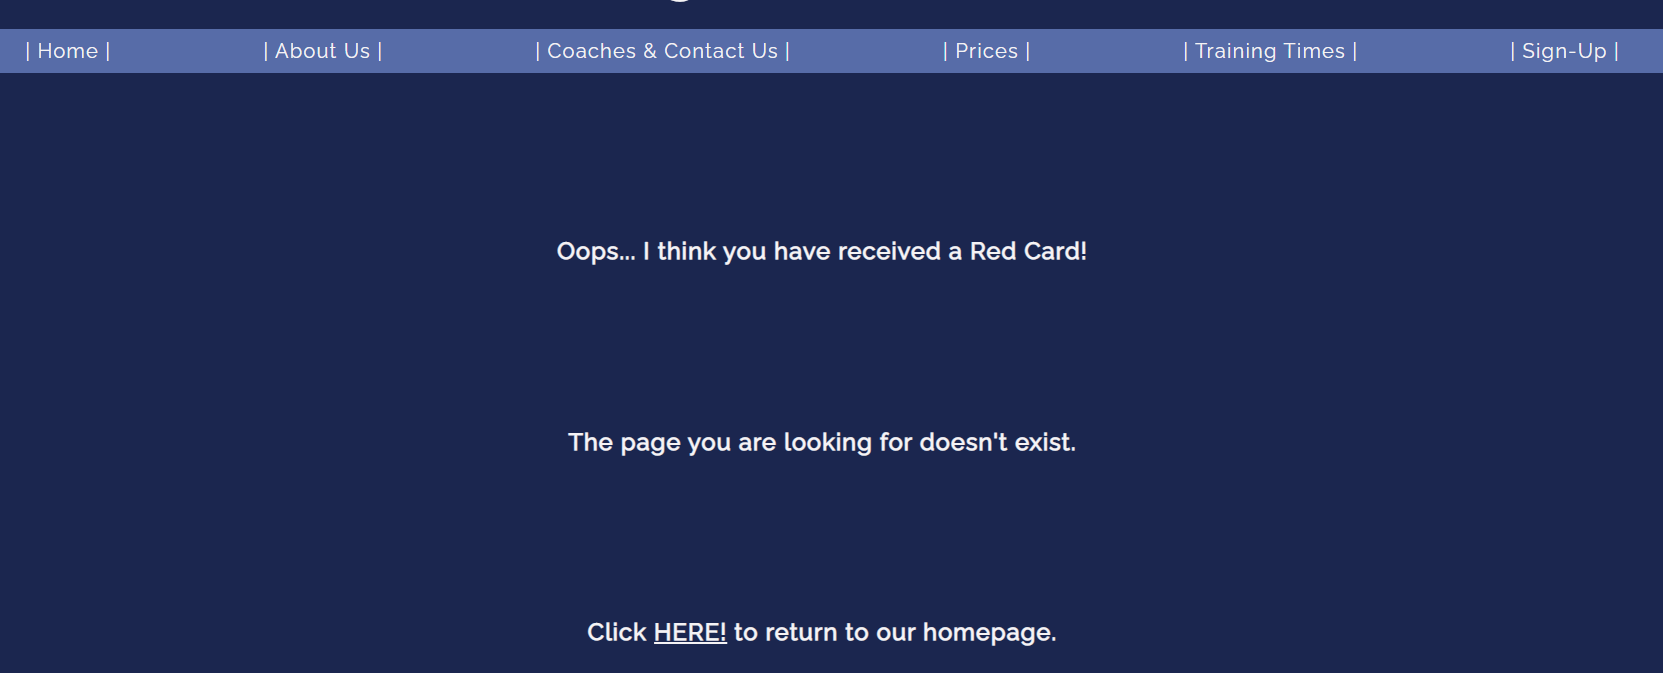 | Home | | About Us | | Coaches & Contact Us | | Prices | | Training Times | | Sign-Up |
Oops... I think you have received a Red Card!
The page you are looking for doesn't exist.
Click HERE! to return to our homepage.